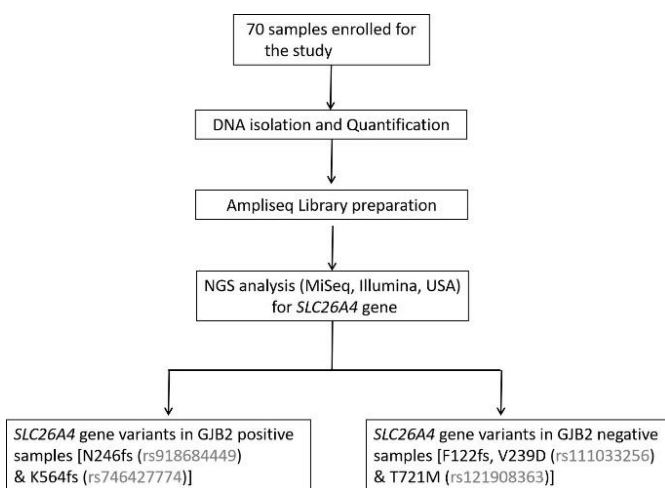 70 samples enrolled for
the study
DNA isolation and Quantification
Ampliseq Library preparation
NGS analysis (MiSeq, Illumina, USA)
for SLC26A4 gene
SLC26A4 gene variants in GJB2 positive
samples [N246fs (rs918684449)
& K564fs (rs746427774)]
SLC26A4 gene variants in GJB2 negative
samples [F122fs, V239D (rs111033256)
& T721M (rs121908363)]